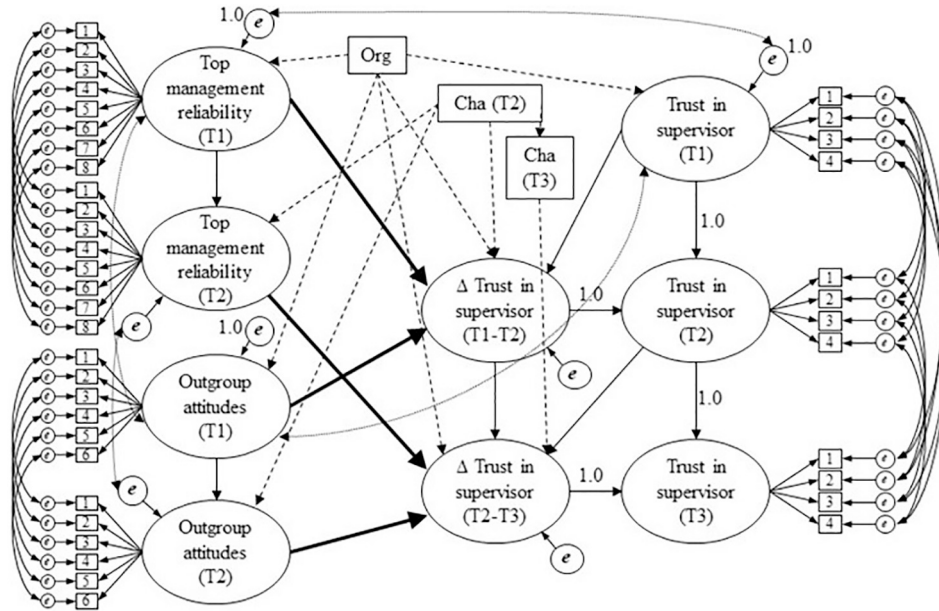 1.0
e
e
1.0
Org
Top
management
reliability
(T1)
Cha (T2)
Cha
(T3)
Trust in
supervisor
(T1)
e 1
e 2
e 3
e 4
e 5
e 6
e 7
e 8
1 e
2 e
3 e
4 e
1.0
e 1
e 2
e 3
e 4
e 5
e 6
e 7
e 8
Top
management
reliability
(T2)
e
Δ Trust in
supervisor
(T1-T2)
1.0
Trust in
supervisor
(T2)
1 e
2 e
3 e
4 e
1.0
e
e 1
e 2
e 3
e 4
e 5
e 6
Outgroup
attitudes
(T1)
e
1.0
e
Δ Trust in
supervisor
(T2-T3)
1.0
Trust in
supervisor
(T3)
1 e
2 e
3 e
4 e
e 1
e 2
e 3
e 4
e 5
e 6
Outgroup
attitudes
(T2)
e